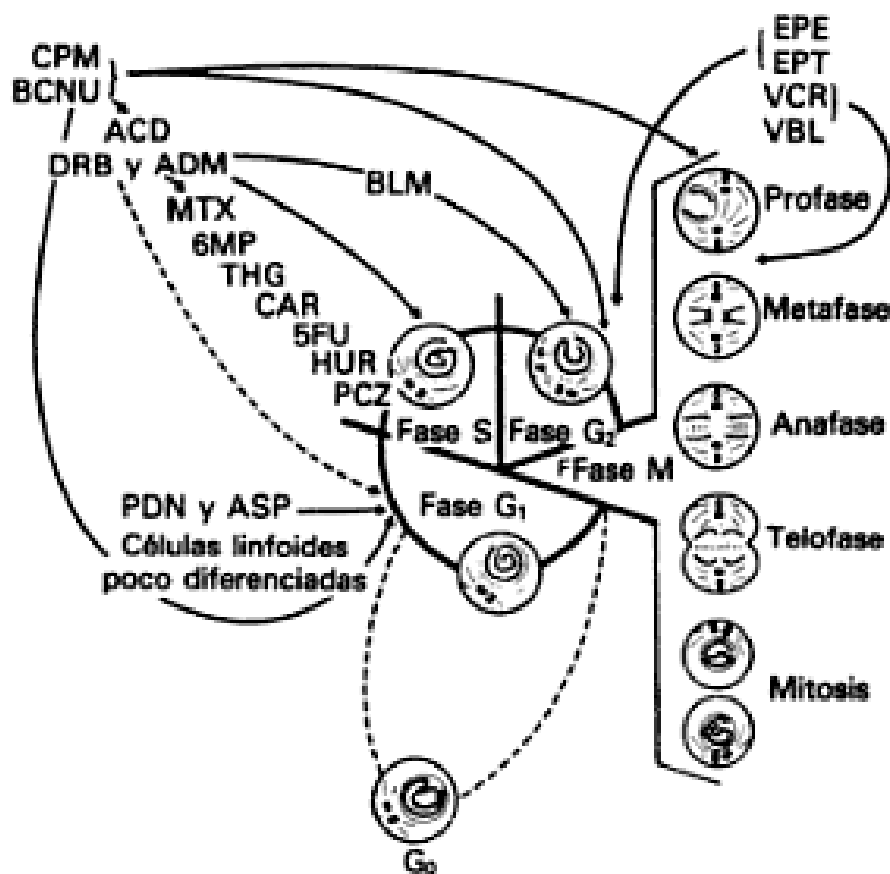 CPM
BCNU
ACD
DRB y ADM
MTX
6MP
THG
CAR
5FU
HUR
PCZ
BLM
EPE
EPT
VCR
VBL
Profase
Metafase
Anafase
Telofase
Mitosis
Fase S
Fase G₂
FFase M
Fase G₁
PDN y ASP
Células linfoides
poco diferenciadas
G₀